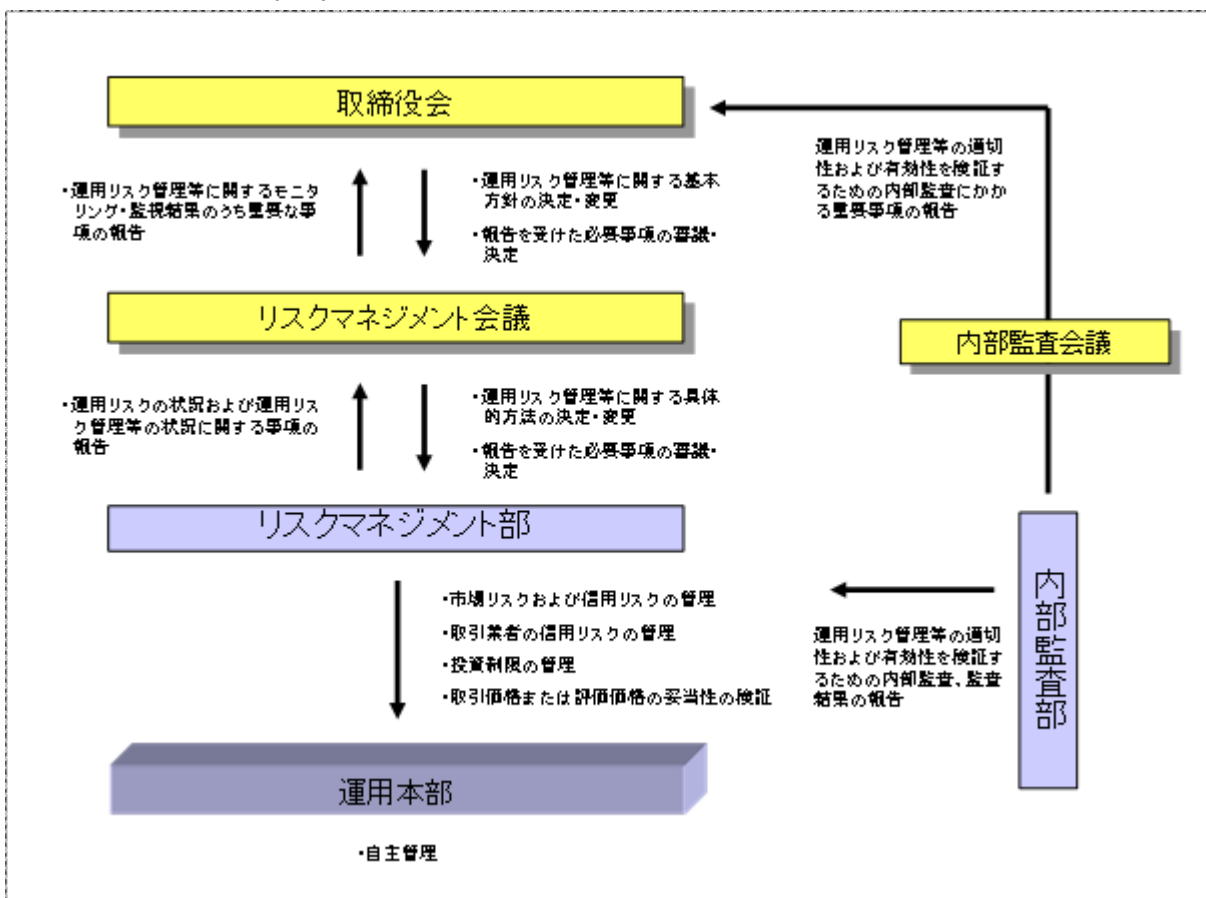 取締役会
・運用リスク管理等に関するモニ
タリング・監視結果のうち重要な事
項の報告
・運用リスク管理等に関する基本
方針の決定・変更
・報告を受けた必要事項の審議・
決定
運用リスク管理等の適切
性および有効性を検証す
るための内部監査にかか
る重要事項の報告
リスクマネジメント会議
内部監査会議
・運用リスクの状況および運用リス
ク管理等の状況に関する事項の
報告
・運用リスク管理等に関する具体
的方法の決定・変更
・報告を受けた必要事項の審議・
決定
リスクマネジメント部
・市場リスクおよび信用リスクの管理
・取引業者の信用リスクの管理
・投資制限の管理
・取引価格または評価価格の妥当性の検証
運用リスク管理等の適切
性および有効性を検証す
るための内部監査、監査
結果の報告
内部監査部
運用本部
・自主管理